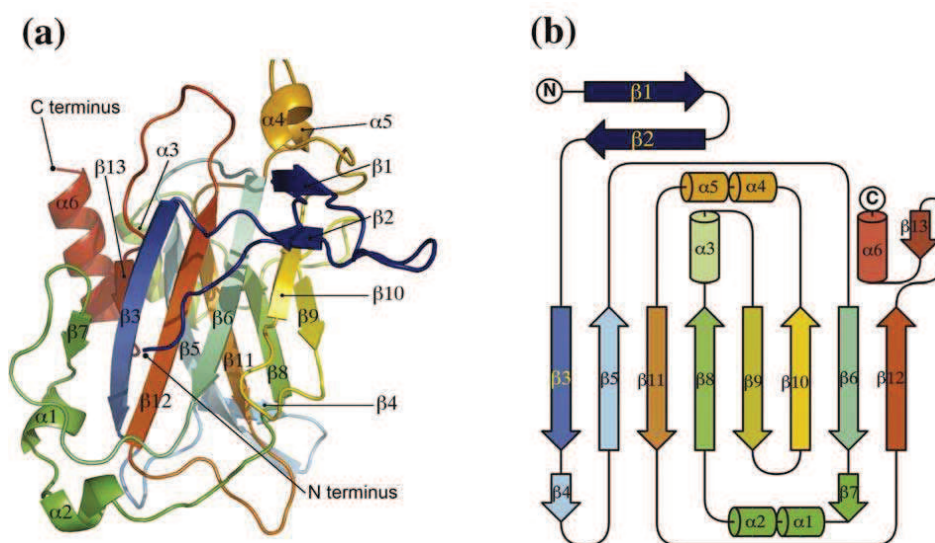 (a)
C terminus
α4
α5
α3
β13
β1
α6
β2
β10
β7
β3
β6
β9
β5
β11
β8
β12
β4
α1
N terminus
α2
(b)
N
β1
β2
α5
α4
C
α3
α6
β13
β3
β5
β11
β8
β9
β10
β6
β12
β4
β7
α2
α1